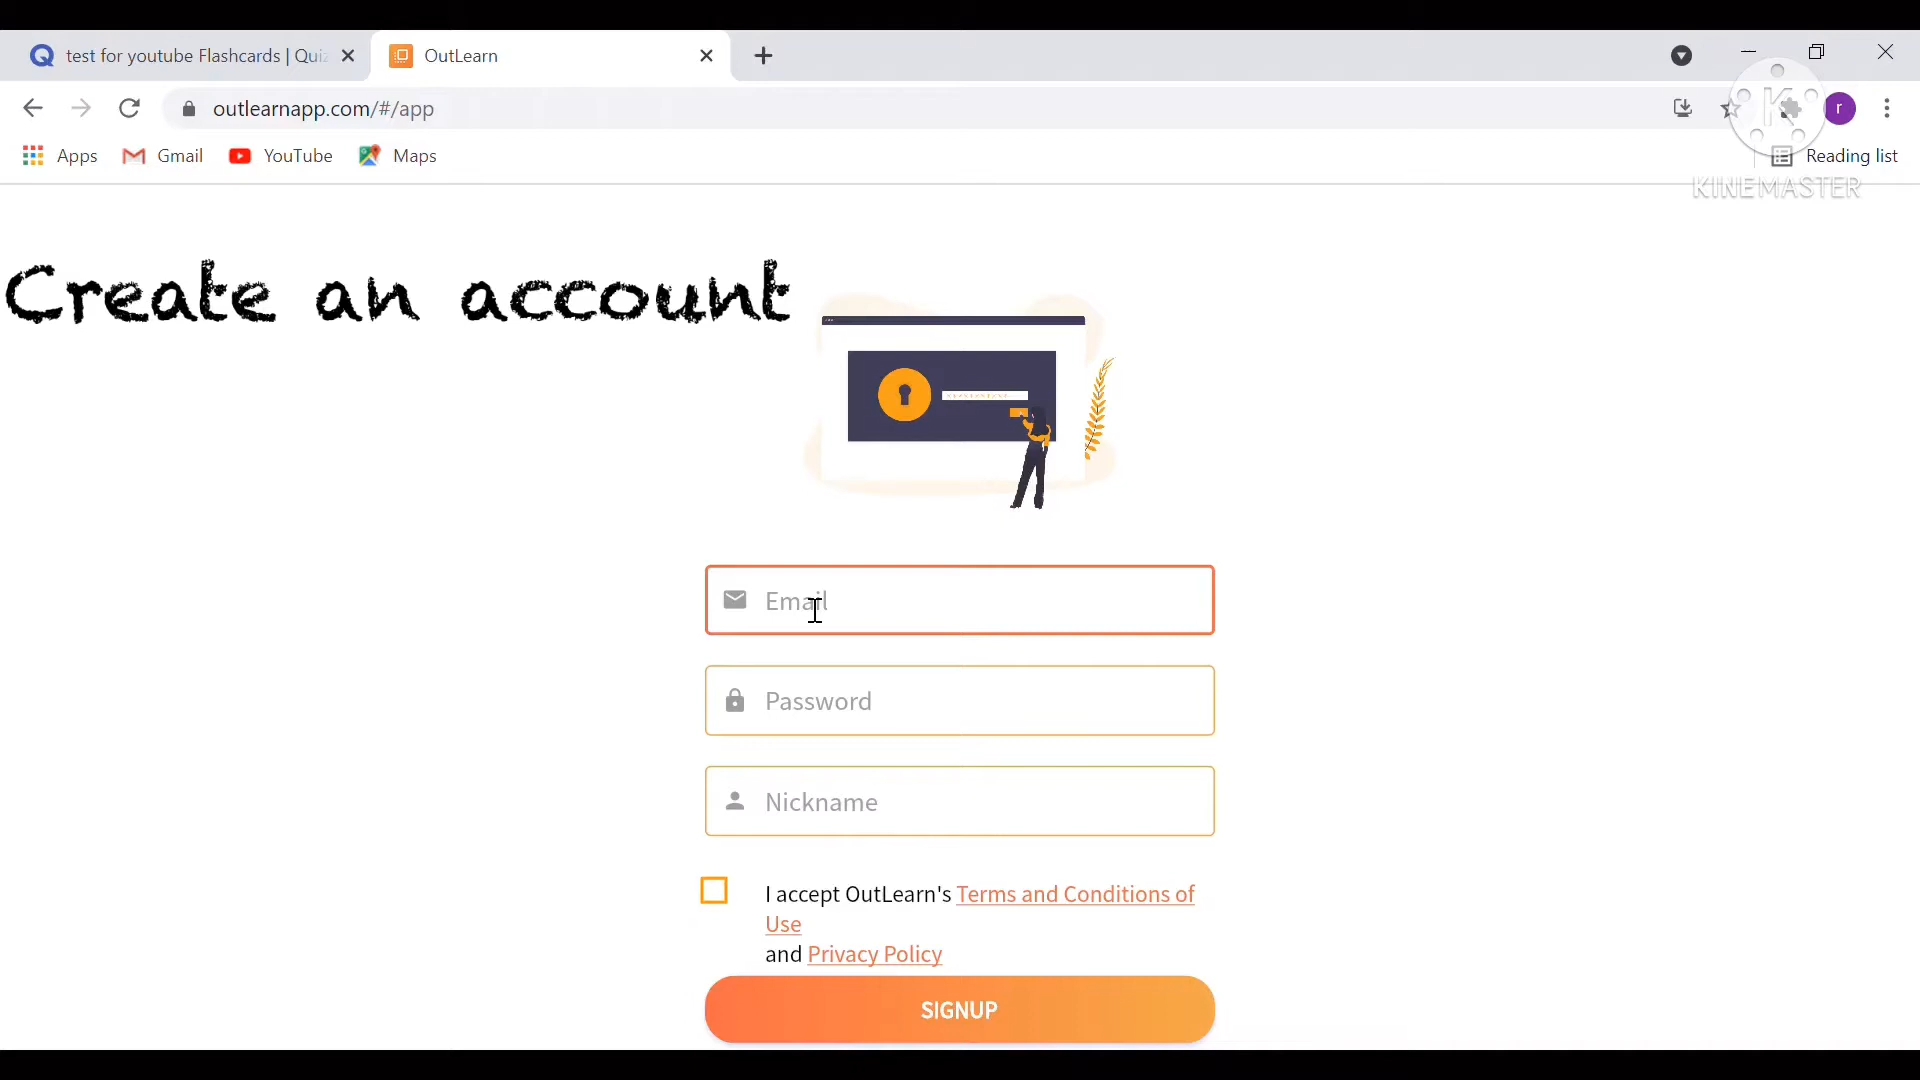 test for youtube Flashcards | Qui
OutLearn
outlearnapp.com/#/app
r
Apps
Gmail
YouTube
Maps
Reading list
K
KINEMASTER
Create an account
Email
Password
Nickname
I accept OutLearn's Terms and Conditions of
Use
and Privacy Policy
SIGNUP